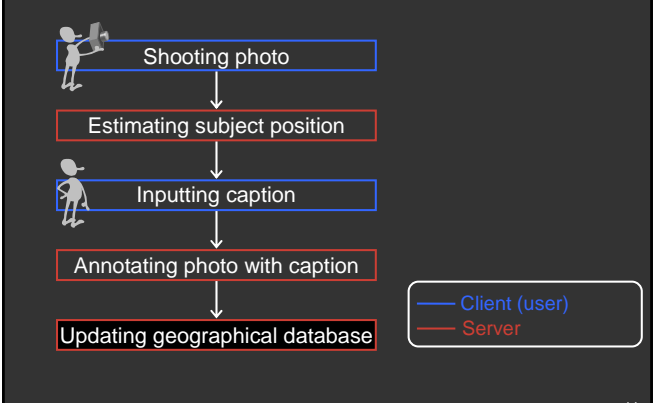 Shooting photo
Estimating subject position
Inputting caption
Annotating photo with caption
Updating geographical database
Client (user)
Server